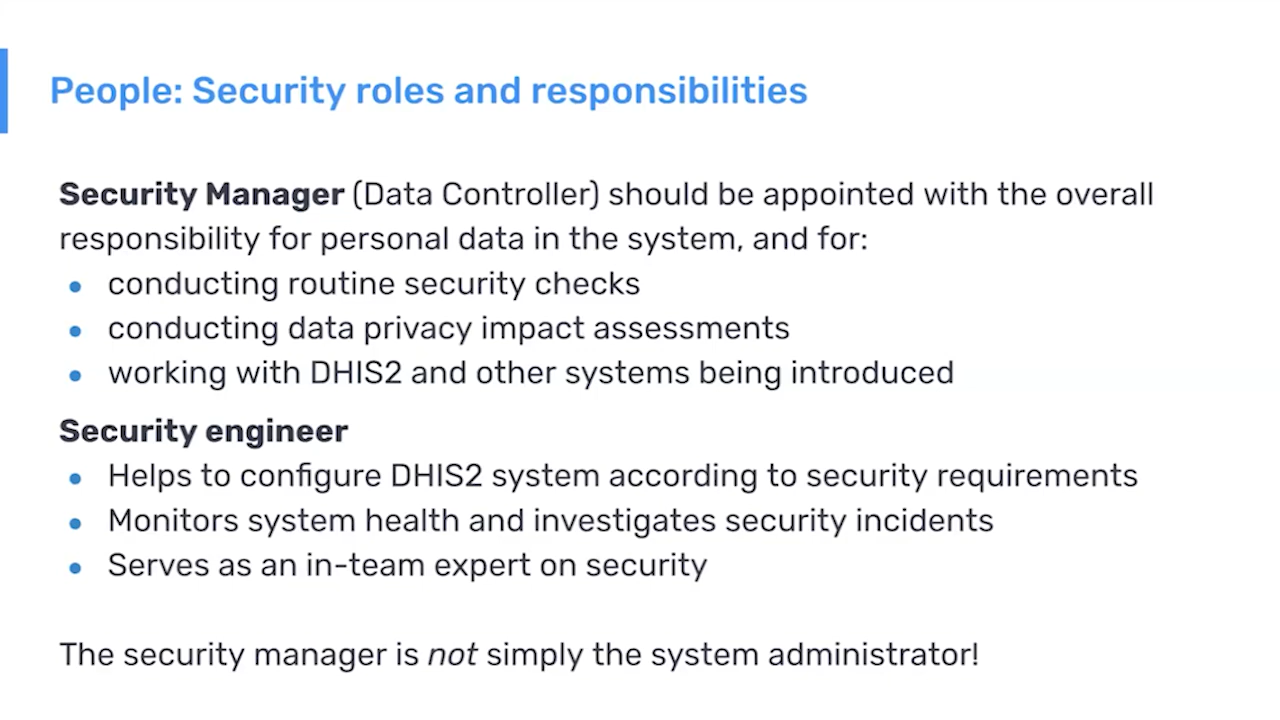 People: Security roles and responsibilities
Security Manager (Data Controller) should be appointed with the overall
responsibility for personal data in the system, and for:
• conducting routine security checks
• conducting data privacy impact assessments
• working with DHIS2 and other systems being introduced
Security engineer
• Helps to configure DHIS2 system according to security requirements
• Monitors system health and investigates security incidents
• Serves as an in-team expert on security
The security manager is not simply the system administrator!